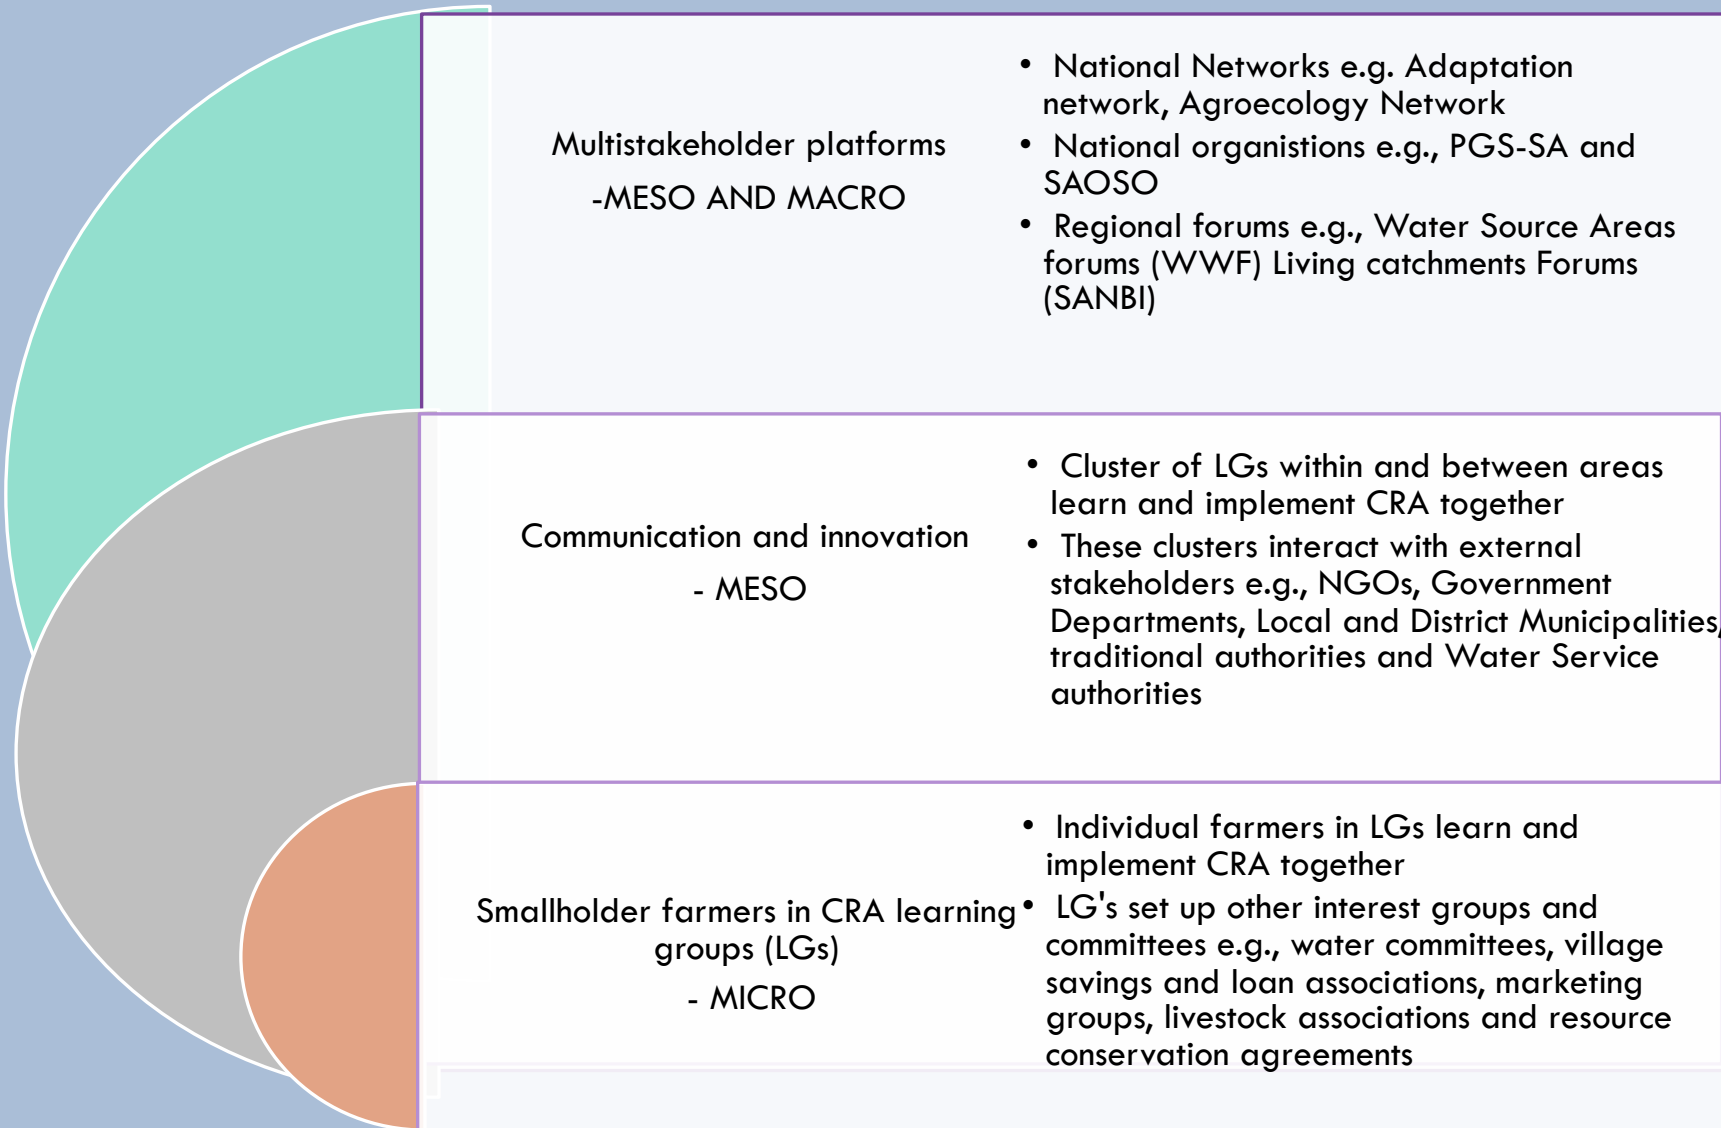 Multistakeholder platforms
-MESO AND MACRO
• National Networks e.g. Adaptation
network, Agroecology Network
• National organistions e.g., PGS-SA and
SAOSO
• Regional forums e.g., Water Source Areas
forums (WWF) Living catchments Forums
(SANBI)
Communication and innovation
- MESO
• Cluster of LGs within and between areas
learn and implement CRA together
• These clusters interact with external
stakeholders e.g., NGOs, Government
Departments, Local and District Municipalities,
traditional authorities and Water Service
authorities
Smallholder farmers in CRA learning
groups (LGs)
- MICRO
• Individual farmers in LGs learn and
implement CRA together
• LG's set up other interest groups and
committees e.g., water committees, village
savings and loan associations, marketing
groups, livestock associations and resource
conservation agreements